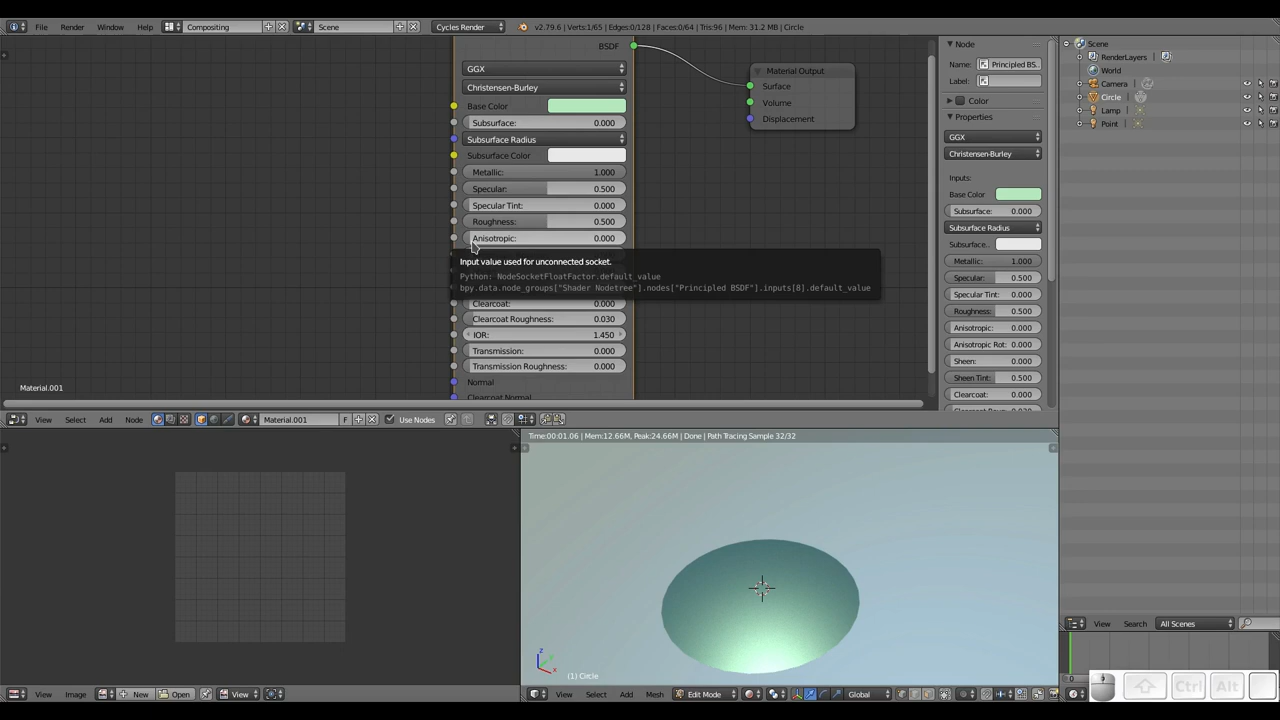 File Render Window Help Compositing Scene Cycles Render v2.79.6 | Verts:1/65 | Edges:0/128 | Faces:0/64 | Tris:96 | Mem: 31.2 MB | Circle
BSDF
GGX
Christensen-Burley
Base Color
Subsurface: 0.000
Subsurface Radius
Subsurface Color
Metallic: 1.000
Specular: 0.500
Specular Tint: 0.000
Roughness: 0.500
Anisotropic: 0.000
Input value used for unconnected socket.
Python: NodeSocketFloatFactor.default_value
bpy.data.node_groups["Shader Nodetree"].nodes["Principled BSDF"].inputs[8].default_value
Clearcoat: 0.000
Clearcoat Roughness: 0.030
IOR: 1.450
Transmission: 0.000
Transmission Roughness: 0.000
Normal
Clearcoat Normal
Material Output
Surface
Volume
Displacement
Material.001
Node
Name: Principled BS..
Label:
Color
Properties
GGX
Christensen-Burley
Inputs:
Base Color
Subsurface: 0.000
Subsurface Radius
Subsurface..
Metallic: 1.000
Specular: 0.500
Specular Tint: 0.000
Roughness: 0.500
Anisotropic: 0.000
Anisotropic Rot: 0.000
Sheen: 0.000
Sheen Tint: 0.500
Clearcoat: 0.000
Scene
RenderLayers
World
Camera
Circle
Lamp
Point
View Select Add Node Material.001 F Use Nodes
Time:00:01.06 | Mem:12.66M, Peak:24.66M | Done | Path Tracing Sample 32/32
(1) Circle
z
y
x
View Search All Scenes
View Image New Open View
View Select Add Mesh Edit Mode Global
Ctrl Alt